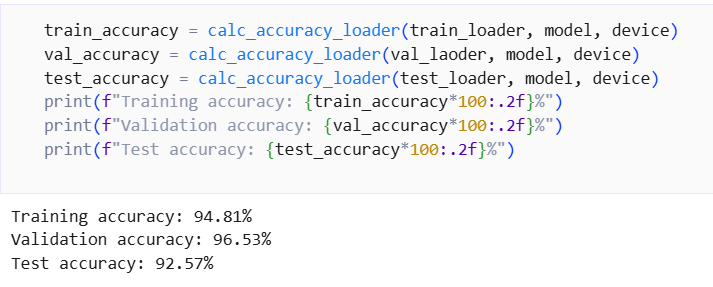 train_accuracy = calc_accuracy_loader(train_loader, model, device)
val_accuracy = calc_accuracy_loader(val_laoder, model, device)
test_accuracy = calc_accuracy_loader(test_loader, model, device)
print(f"Training accuracy: {train_accuracy*100:.2f}%")
print(f"Validation accuracy: {val_accuracy*100:.2f}%")
print(f"Test accuracy: {test_accuracy*100:.2f}%")
Training accuracy: 94.81%
Validation accuracy: 96.53%
Test accuracy: 92.57%